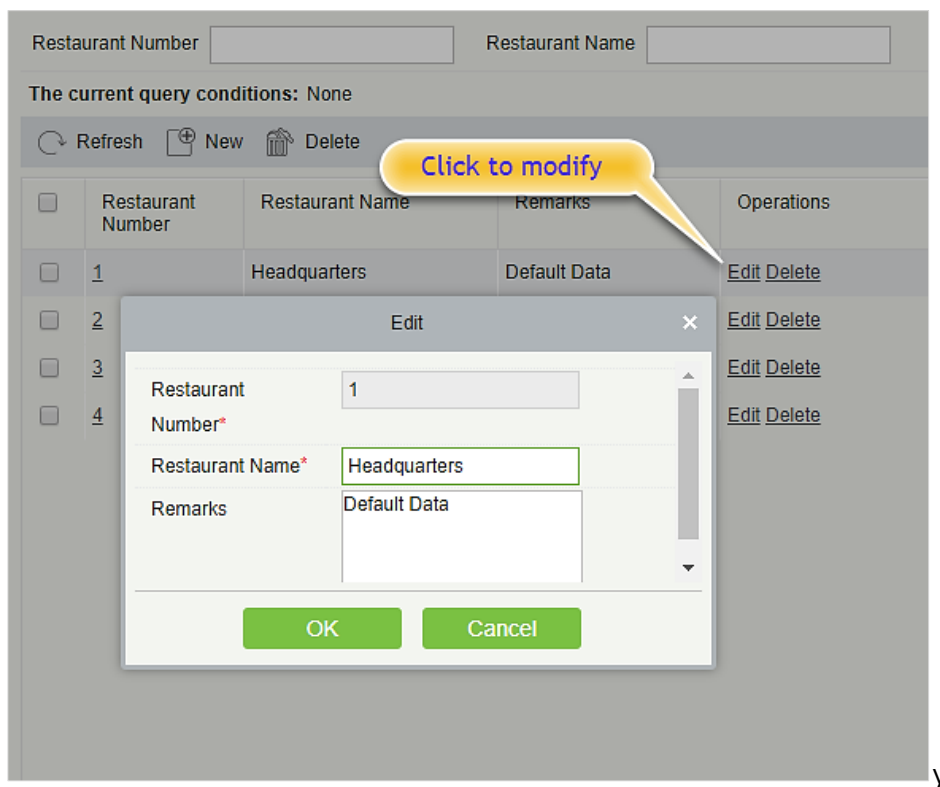 Restaurant Number Restaurant Name
The current query conditions: None
Refresh New Delete
Click to modify
Restaurant Number Restaurant Name Remarks Operations
1 Headquarters Default Data Edit Delete
2 Edit Delete
3 Edit Delete
4 Edit Delete
Edit
Restaurant Number* 1
Restaurant Name* Headquarters
Remarks Default Data
OK Cancel